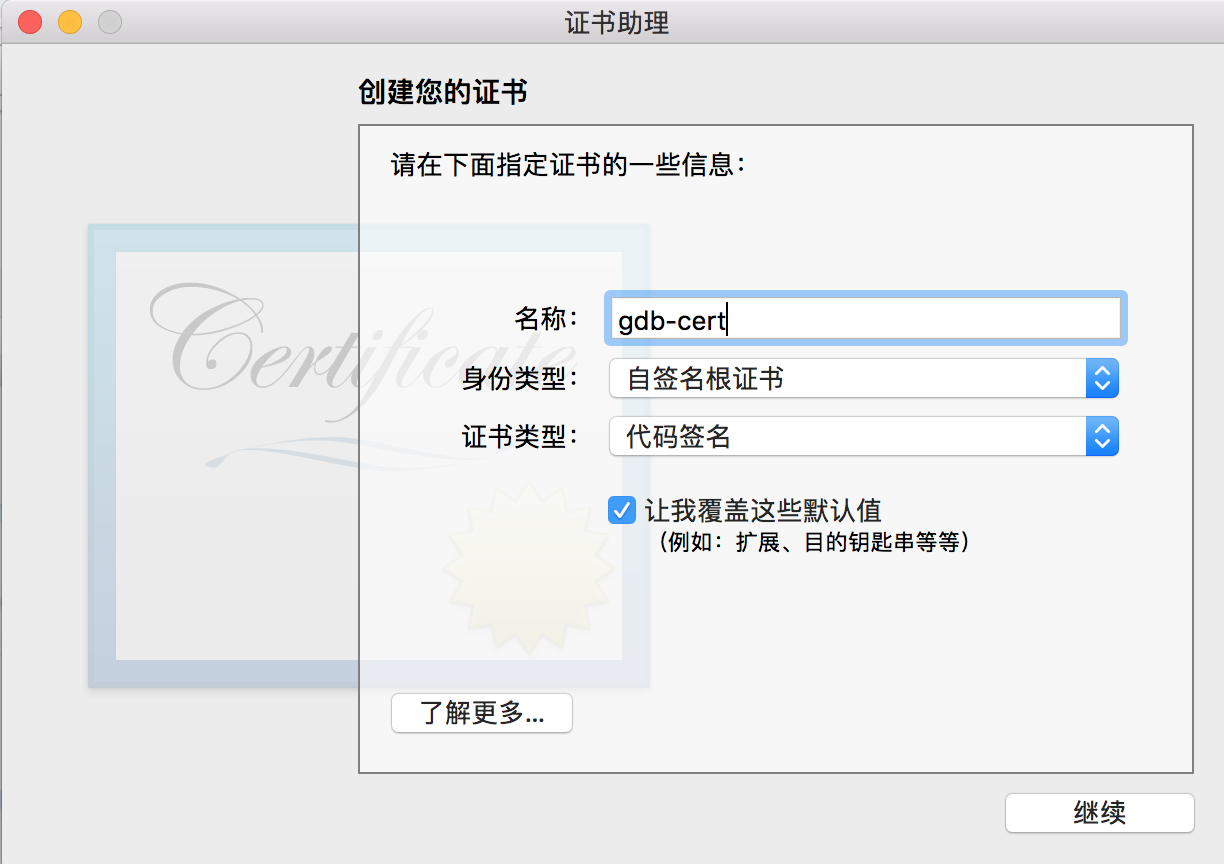 证书助理
创建您的证书
请在下面指定证书的一些信息：
Certificate
名称： gdb-cert
身份类型： 自签名根证书
证书类型： 代码签名
让我覆盖这些默认值
（例如：扩展、目的钥匙串等等）
了解更多...
继续